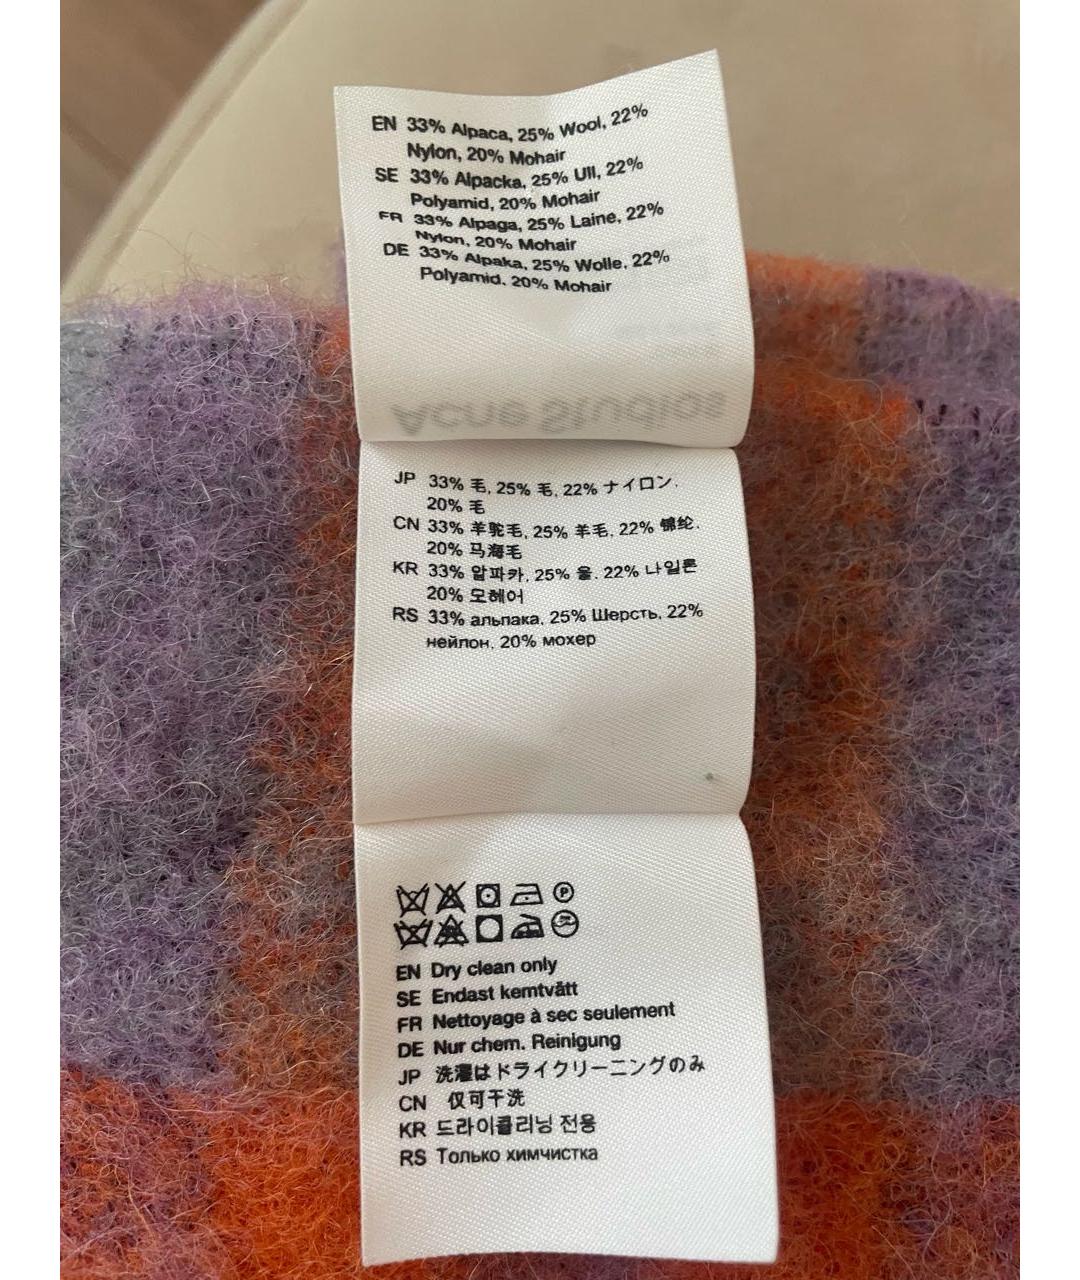 EN 33% Alpaca, 25% Wool, 22%
Nylon, 20% Mohair
SE 33% Alpacka, 25% Ull, 22%
Polyamid, 20% Mohair
FR 33% Alpaga, 25% Laine, 22%
Nylon, 20% Mohair
DE 33% Alpaka, 25% Wolle, 22%
Polyamid, 20% Mohair
Acne Studios
JP 33% 毛, 25% 毛, 22% ナイロン,
20% 毛
CN 33% 羊驼毛, 25% 羊毛, 22% 锦纶,
20% 马海毛
KR 33% 알파카, 25% 울, 22% 나일론
20% 모헤어
RS 33% альпака, 25% Шерсть, 22%
нейлон, 20% мохер
P
EN Dry clean only
SE Endast kemtvätt
FR Nettoyage à sec seulement
DE Nur chem. Reinigung
JP 洗濯はドライクリーニングのみ
CN 仅可干洗
KR 드라이클리닝 전용
RS Только химчистка